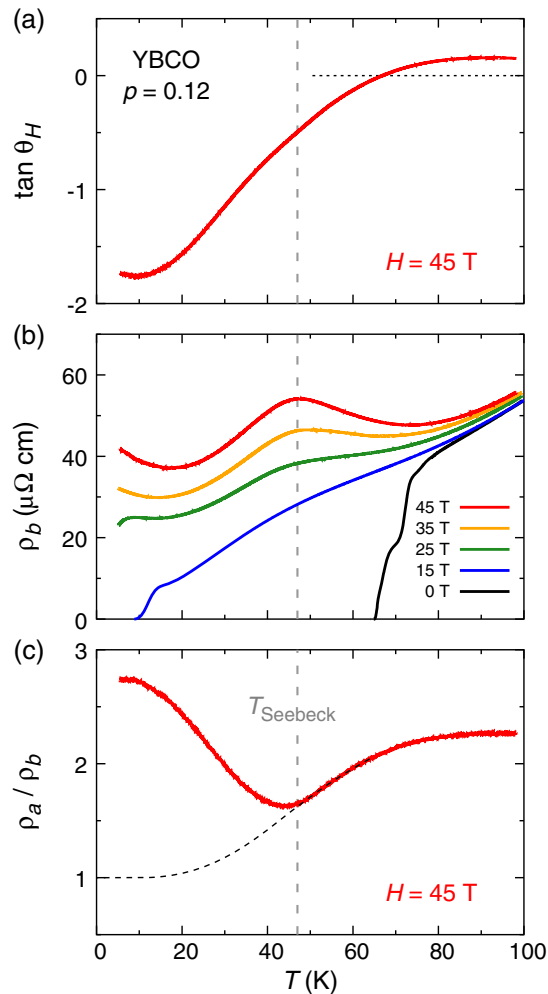 (a)
YBCO
p = 0.12
0
-1
-2
tan θH
H = 45 T
(b)
60
40
20
0
ρb (μΩ cm)
45 T
35 T
25 T
15 T
0 T
(c)
3
2
1
ρa / ρb
TSeebeck
H = 45 T
0 20 40 60 80 100
T (K)